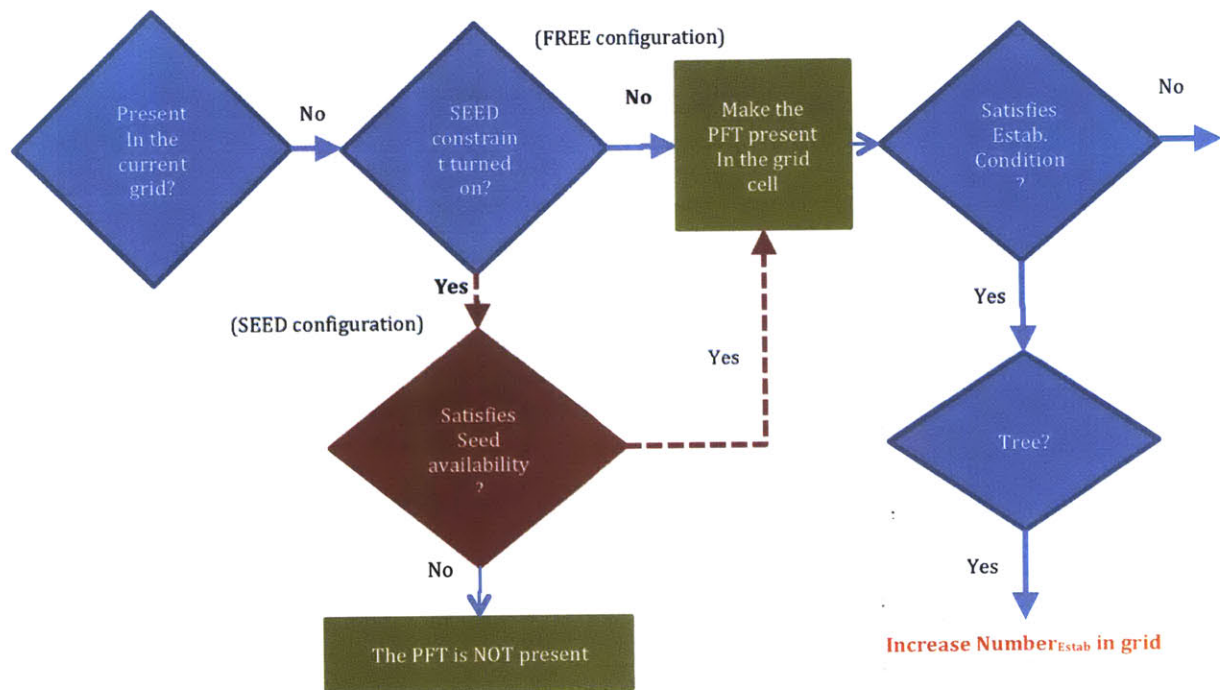 (FREE configuration)
Present
In the
current
grid?
No
SEED
constrain
t turned
on?
No
Make the
PFT present
In the grid
cell
Satisfies
Estab.
Condition
?
No
Yes
(SEED configuration)
Yes
Yes
Satisfies
Seed
availability
?
Tree?
No
Yes
The PFT is NOT present
Increase NumberEstab in grid